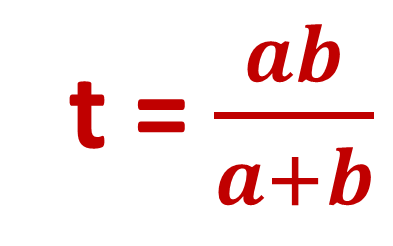 t = ab/a+b